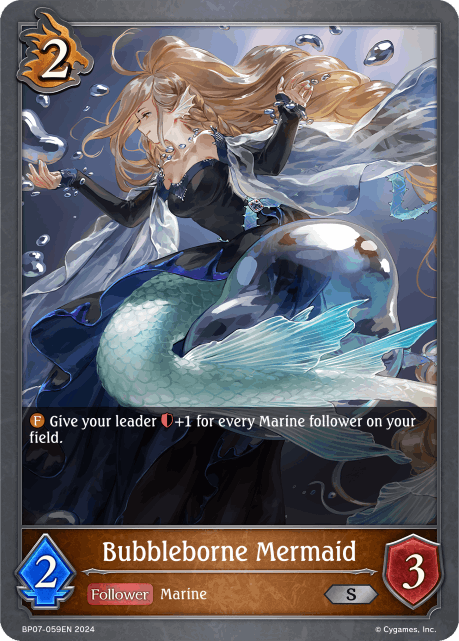 2
F Give your leader +1 for every Marine follower on your
field.
Bubbleborne Mermaid
2
Follower Marine
S
3
BP07-059EN 2024
© Cygames, Inc.